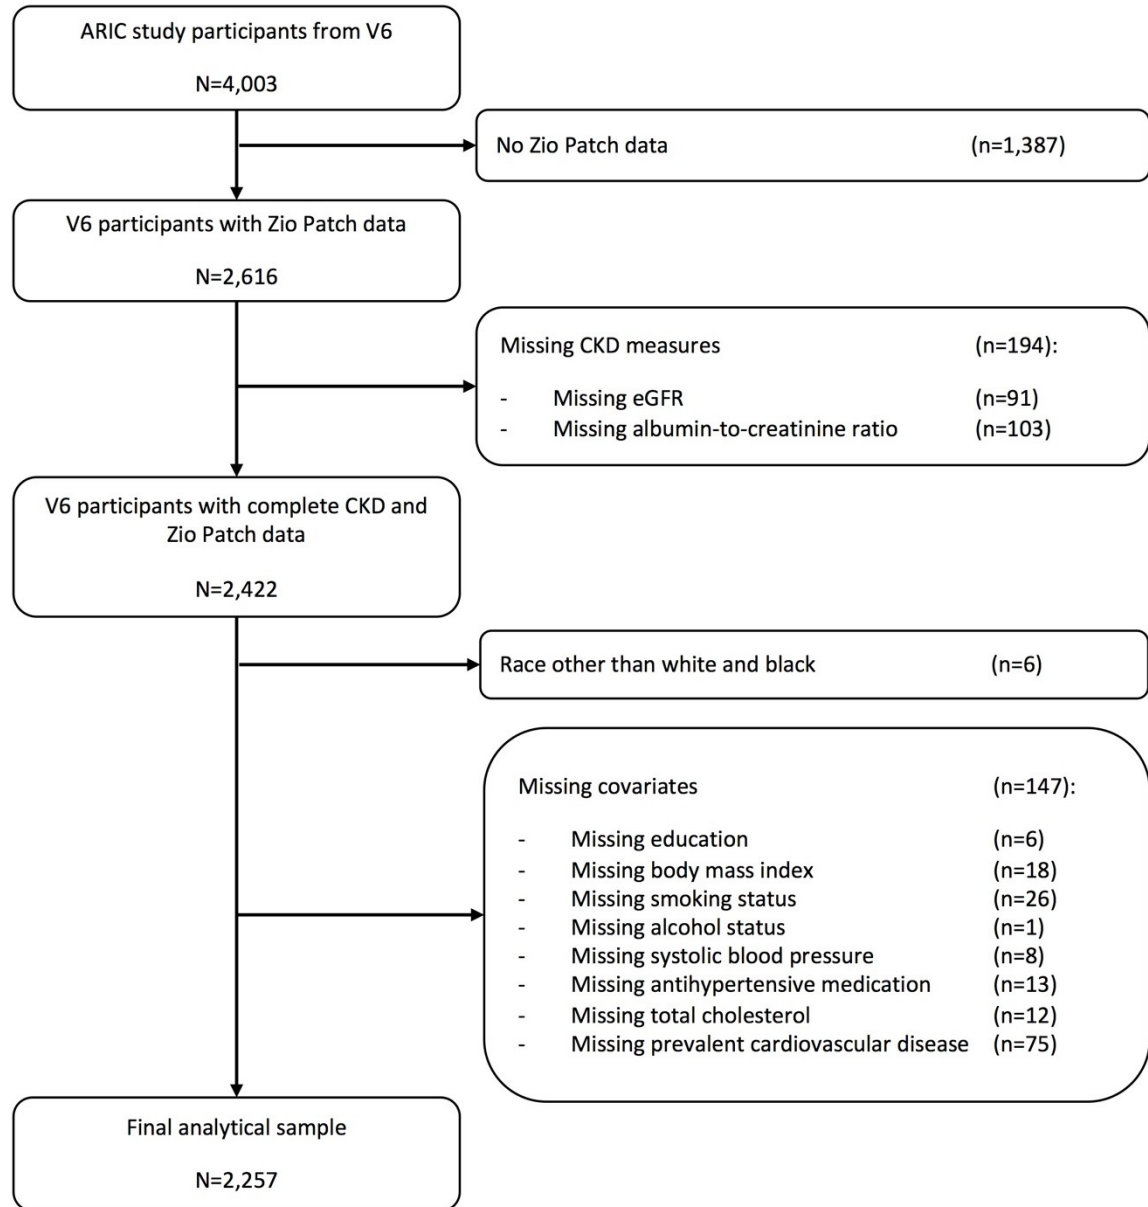 ARIC study participants from V6
N=4,003
No Zio Patch data (n=1,387)
V6 participants with Zio Patch data
N=2,616
Missing CKD measures (n=194):
- Missing eGFR (n=91)
- Missing albumin-to-creatinine ratio (n=103)
V6 participants with complete CKD and
Zio Patch data
N=2,422
Race other than white and black (n=6)
Missing covariates (n=147):
- Missing education (n=6)
- Missing body mass index (n=18)
- Missing smoking status (n=26)
- Missing alcohol status (n=1)
- Missing systolic blood pressure (n=8)
- Missing antihypertensive medication (n=13)
- Missing total cholesterol (n=12)
- Missing prevalent cardiovascular disease (n=75)
Final analytical sample
N=2,257